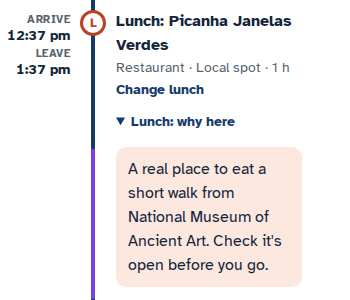 ARRIVE
12:37 pm
LEAVE
1:37 pm
L
Lunch: Picanha Janelas
Verdes
Restaurant · Local spot · 1 h
Change lunch
▼ Lunch: why here
A real place to eat a
short walk from
National Museum of
Ancient Art. Check it's
open before you go.